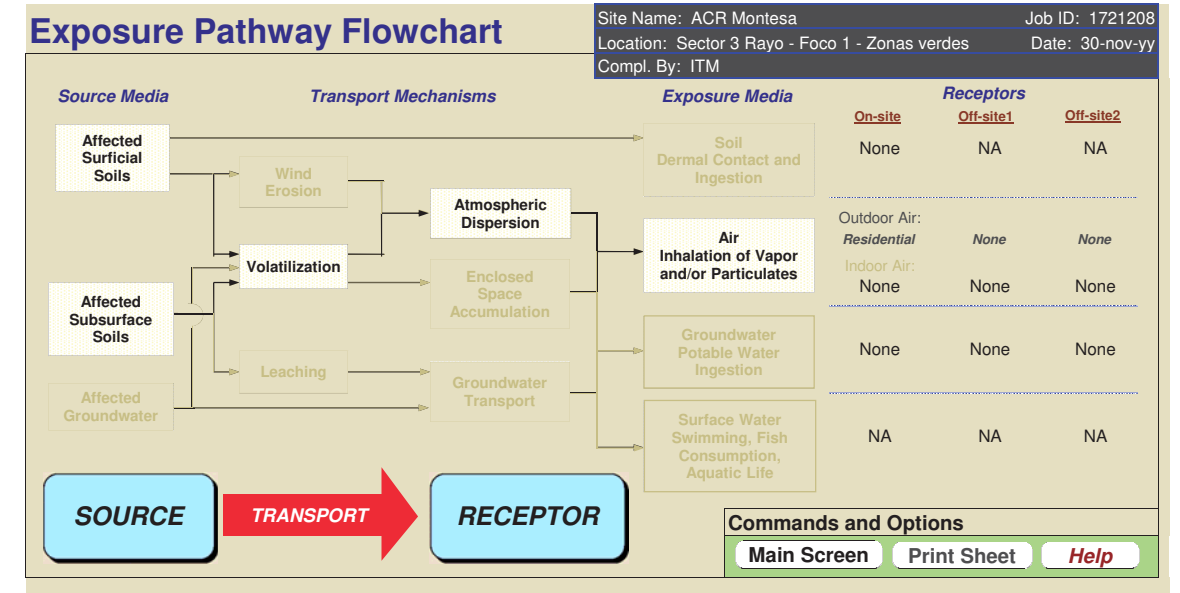 Exposure Pathway Flowchart
Site Name: ACR Montesa Job ID: 1721208
Location: Sector 3 Rayo - Foco 1 - Zonas verdes Date: 30-nov-yy
Compl. By: ITM
Source Media Transport Mechanisms Exposure Media Receptors
On-site Off-site1 Off-site2
Affected
Surficial
Soils
Soil
Dermal Contact and
Ingestion
None NA NA
Wind
Erosion
Atmospheric
Dispersion
Air
Inhalation of Vapor
and/or Particulates
Outdoor Air:
Residential None None
Indoor Air:
None None None
Volatilization
Enclosed
Space
Accumulation
Affected
Subsurface
Soils
Groundwater
Potable Water
Ingestion
None None None
Leaching
Groundwater
Transport
Affected
Groundwater
Surface Water
Swimming, Fish
Consumption,
Aquatic Life
NA NA NA
SOURCE TRANSPORT RECEPTOR
Commands and Options
Main Screen Print Sheet Help